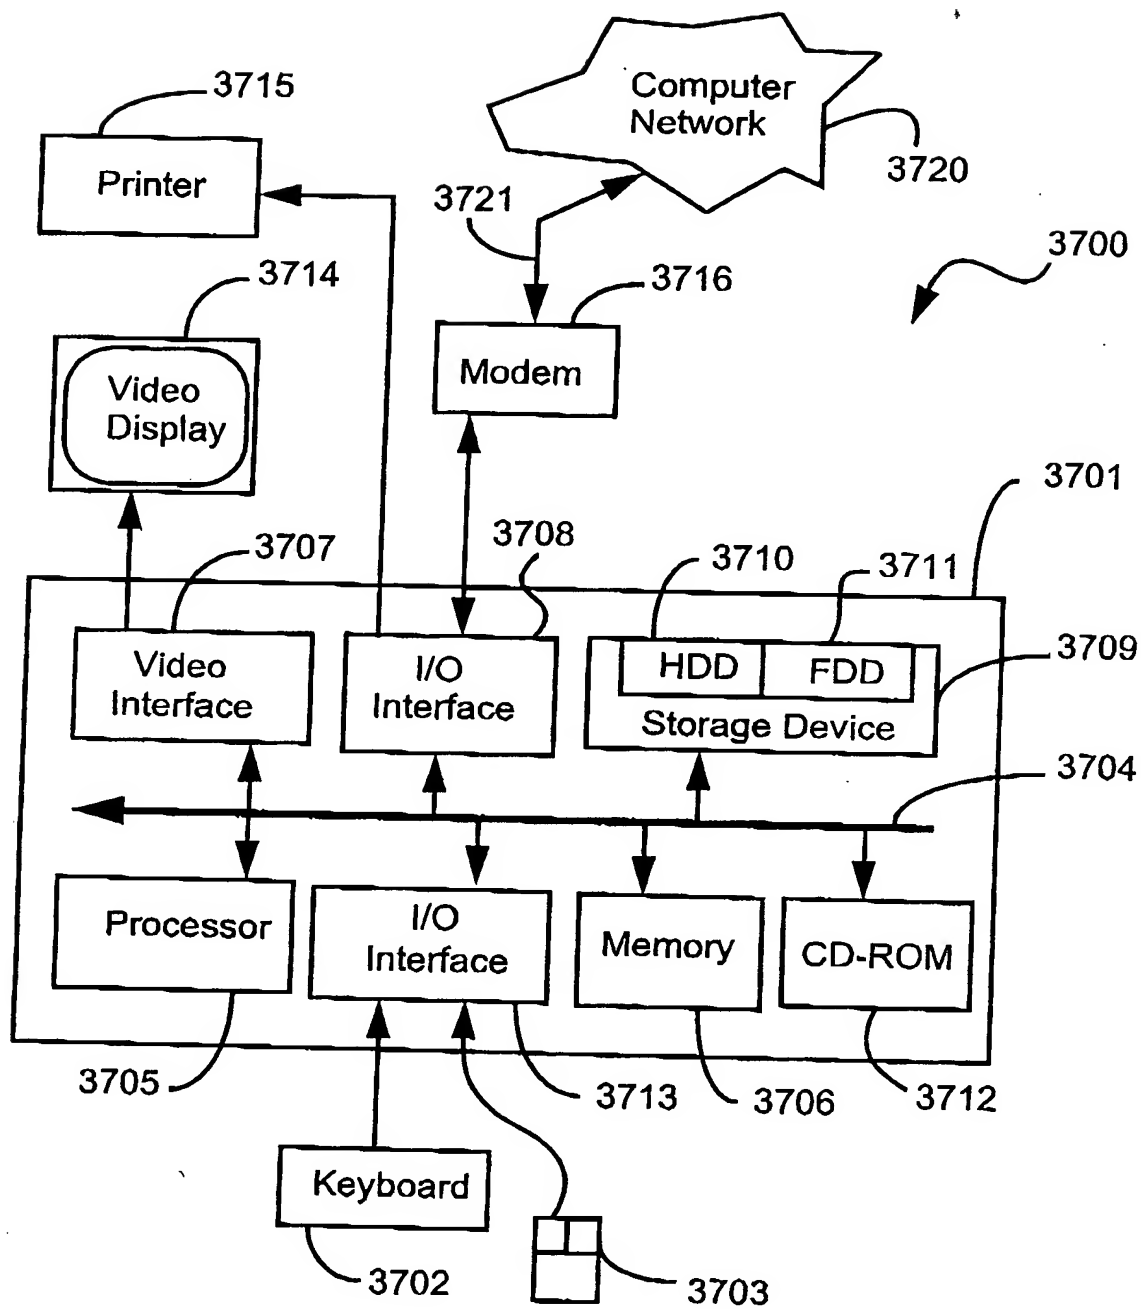 3715
Printer
Computer
Network
3720
3721
3700
3714
3716
Video
Display
Modem
3701
3707
3708
3710
3711
3709
Video
Interface
I/O
Interface
HDD
FDD
Storage Device
3704
Processor
I/O
Interface
Memory
CD-ROM
3705
3713
3706
3712
Keyboard
3702
3703